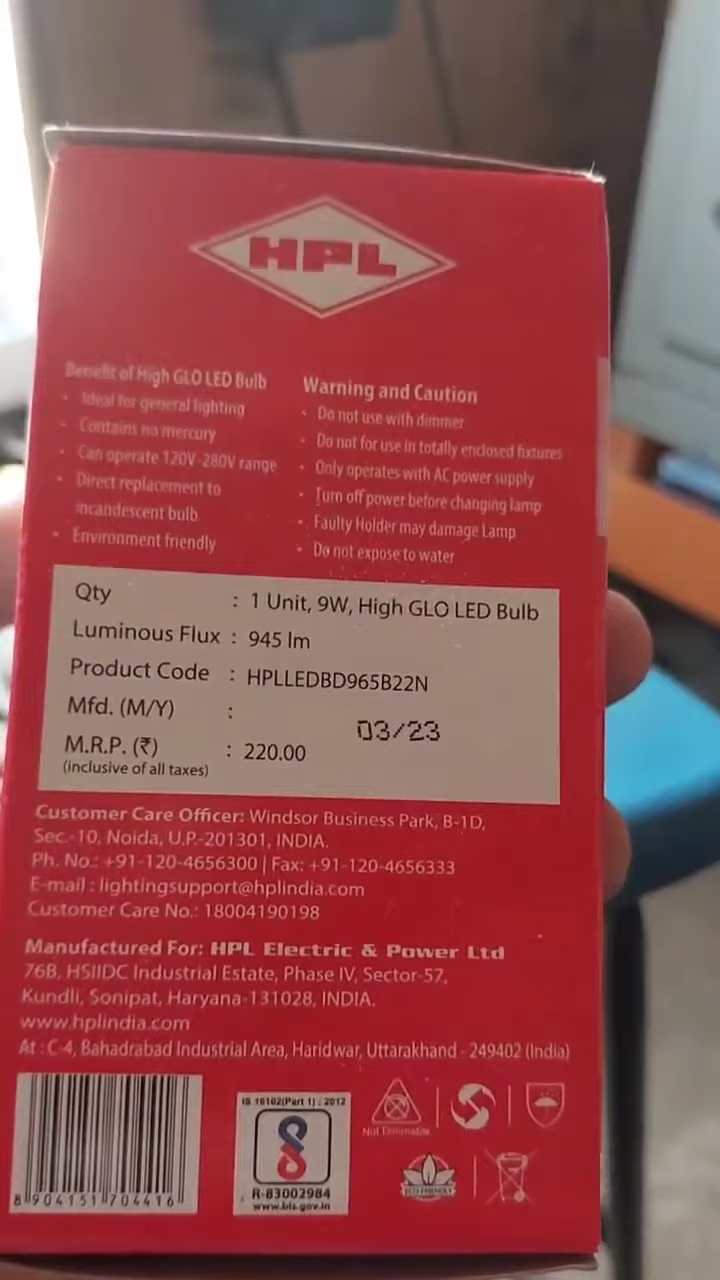 HPL
Benefit of High GLO LED Bulb
• Ideal for general lighting
• Contains no mercury
• Can operate 120V-280V range
• Direct replacement to
incandescent bulb
• Environment friendly
Warning and Caution
• Do not use with dimmer
• Do not for use in totally enclosed fixtures
• Only operates with AC power supply
• Turn off power before changing lamp
• Faulty Holder may damage Lamp
• Do not expose to water
Qty : 1 Unit, 9W, High GLO LED Bulb
Luminous Flux : 945 lm
Product Code : HPLLEDBD965B22N
Mfd. (M/Y) : 03/23
M.R.P. (₹) : 220.00
(inclusive of all taxes)
Customer Care Officer: Windsor Business Park, B-1D,
Sec.-10, Noida, U.P.-201301, INDIA.
Ph. No.: +91-120-4656300 | Fax: +91-120-4656333
E-mail : lightingsupport@hplindia.com
Customer Care No.: 18004190198
Manufactured For: HPL Electric & Power Ltd
76B, HSIIDC Industrial Estate, Phase IV, Sector-57,
Kundli, Sonipat, Haryana-131028, INDIA.
www.hplindia.com
At : C-4, Bahadrabad Industrial Area, Haridwar, Uttarakhand - 249402 (India)
8 904151 704416
IS 16102(Part 1) : 2012
R-83002984
www.bis.gov.in
Not Dimmable
ECO FRIENDLY